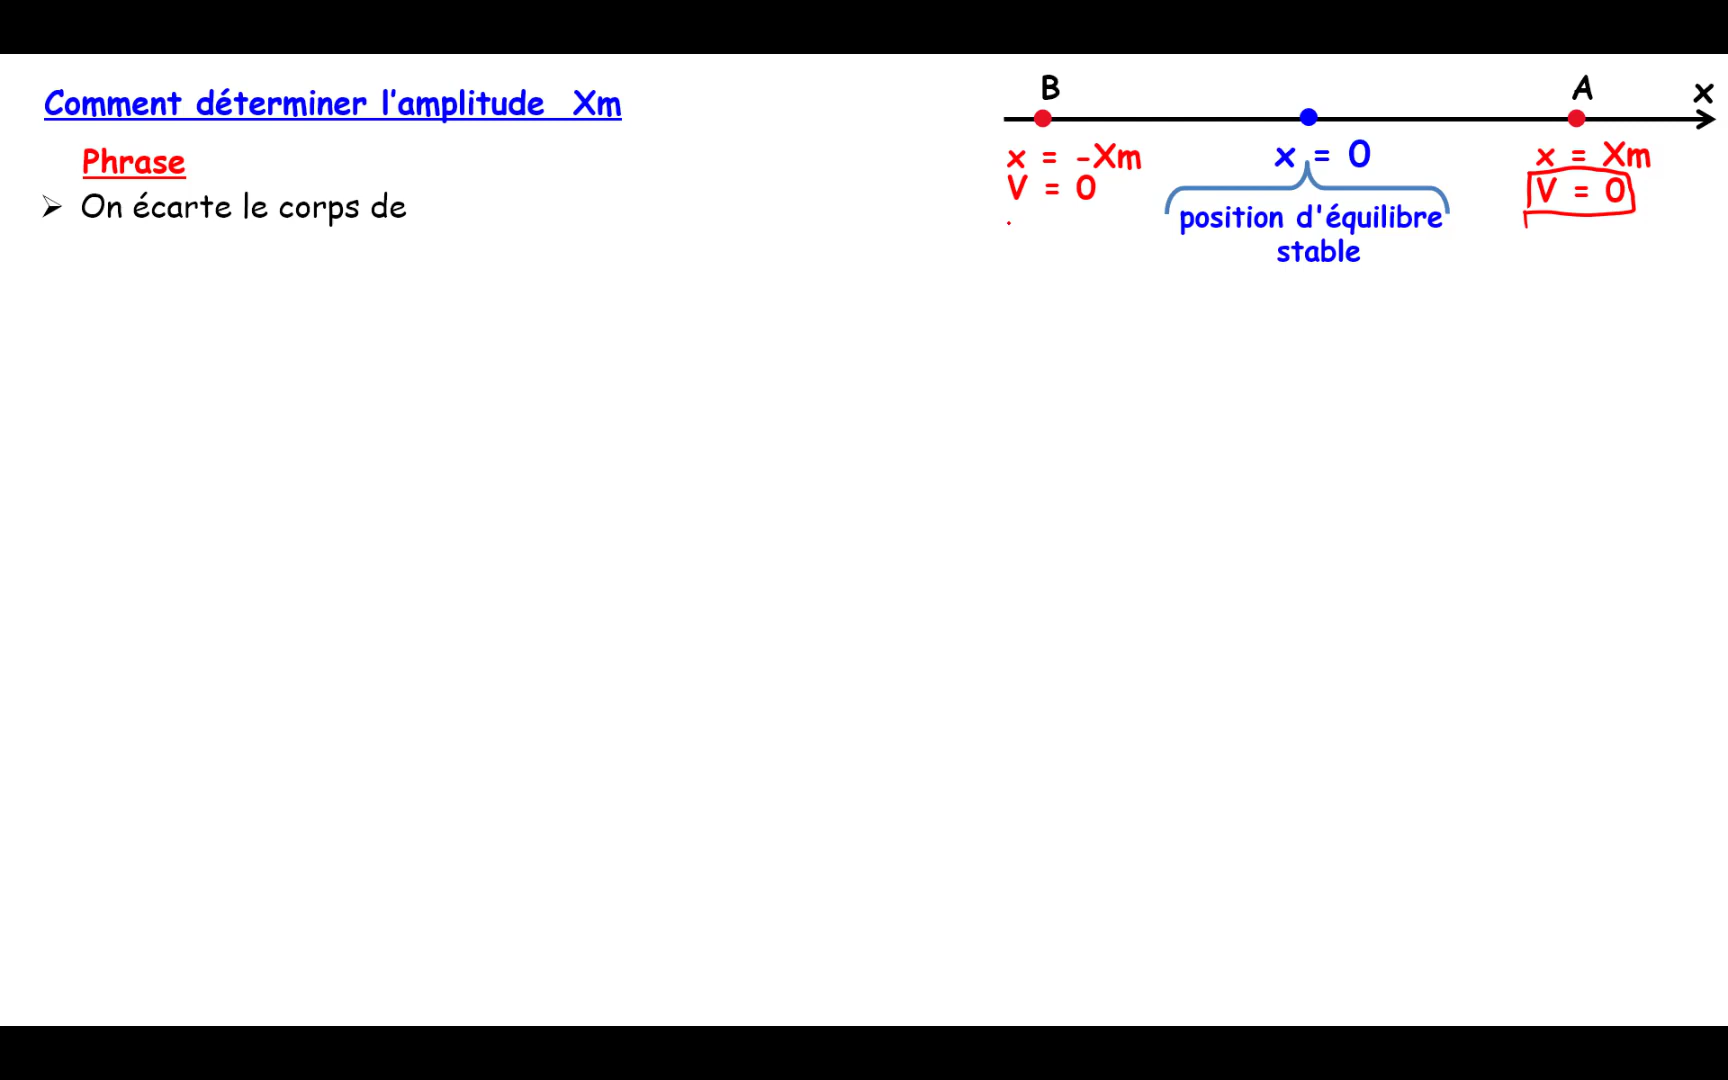 Comment déterminer l'amplitude Xm
Phrase
➢ On écarte le corps de
B
A
x
x = -Xm
V = 0
x = 0
position d'équilibre
stable
x = Xm
V = 0